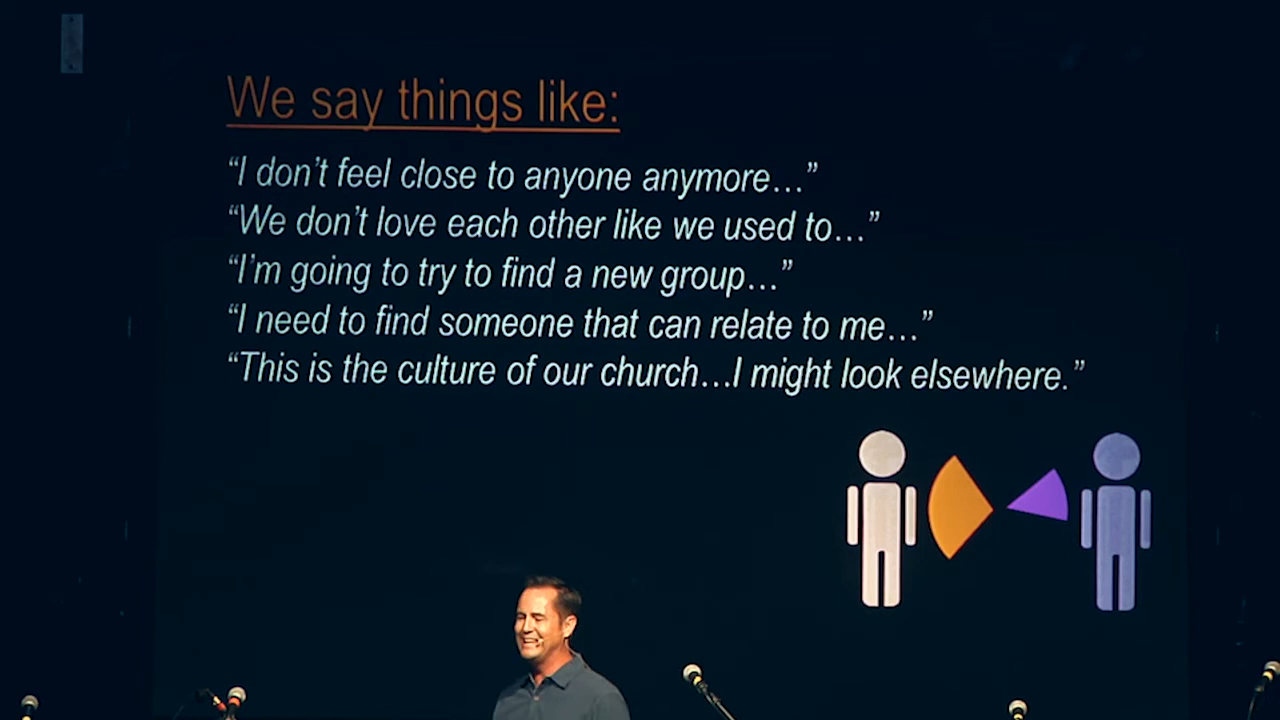 We say things like:
“I don’t feel close to anyone anymore…”
“We don’t love each other like we used to…”
“I’m going to try to find a new group…”
“I need to find someone that can relate to me…”
“This is the culture of our church…I might look elsewhere.”